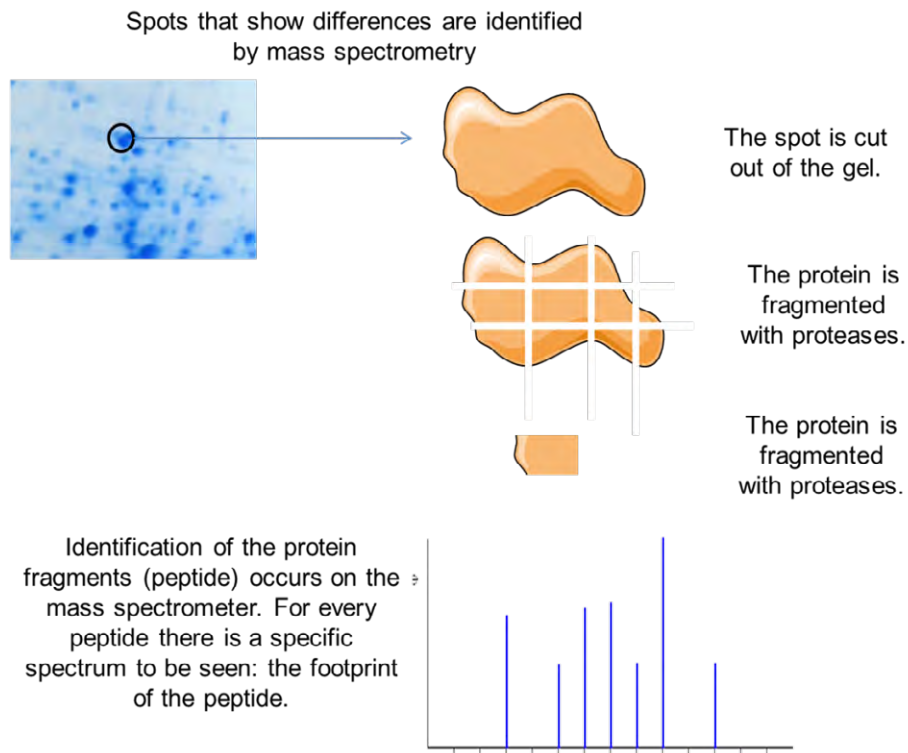 Spots that show differences are identified
by mass spectrometry
The spot is cut
out of the gel.
The protein is
fragmented
with proteases.
The protein is
fragmented
with proteases.
Identification of the protein
fragments (peptide) occurs on the
mass spectrometer. For every
peptide there is a specific
spectrum to be seen: the footprint
of the peptide.